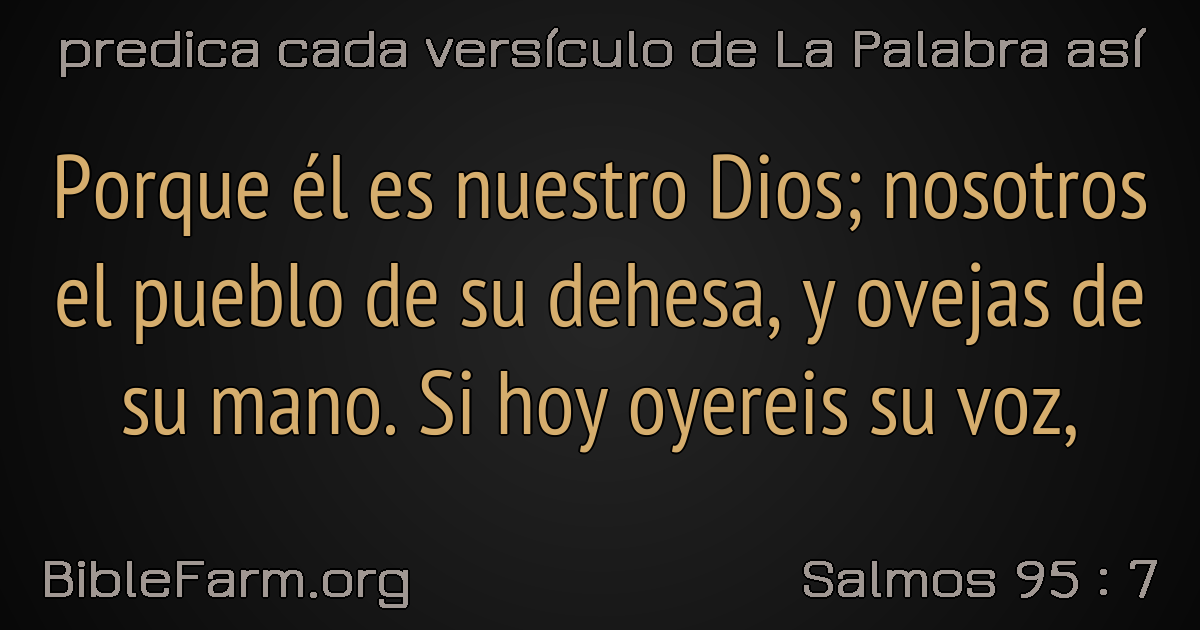 predica cada versículo de La Palabra así
Porque él es nuestro Dios; nosotros
el pueblo de su dehesa, y ovejas de
su mano. Si hoy oyereis su voz,
BibleFarm.org
Salmos 95 : 7